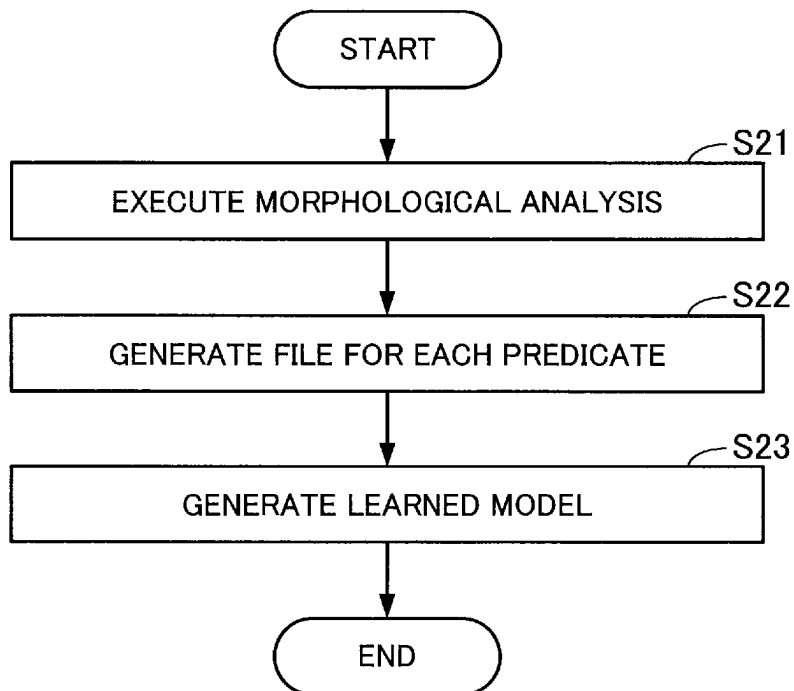 START
S21
EXECUTE MORPHOLOGICAL ANALYSIS
S22
GENERATE FILE FOR EACH PREDICATE
S23
GENERATE LEARNED MODEL
END